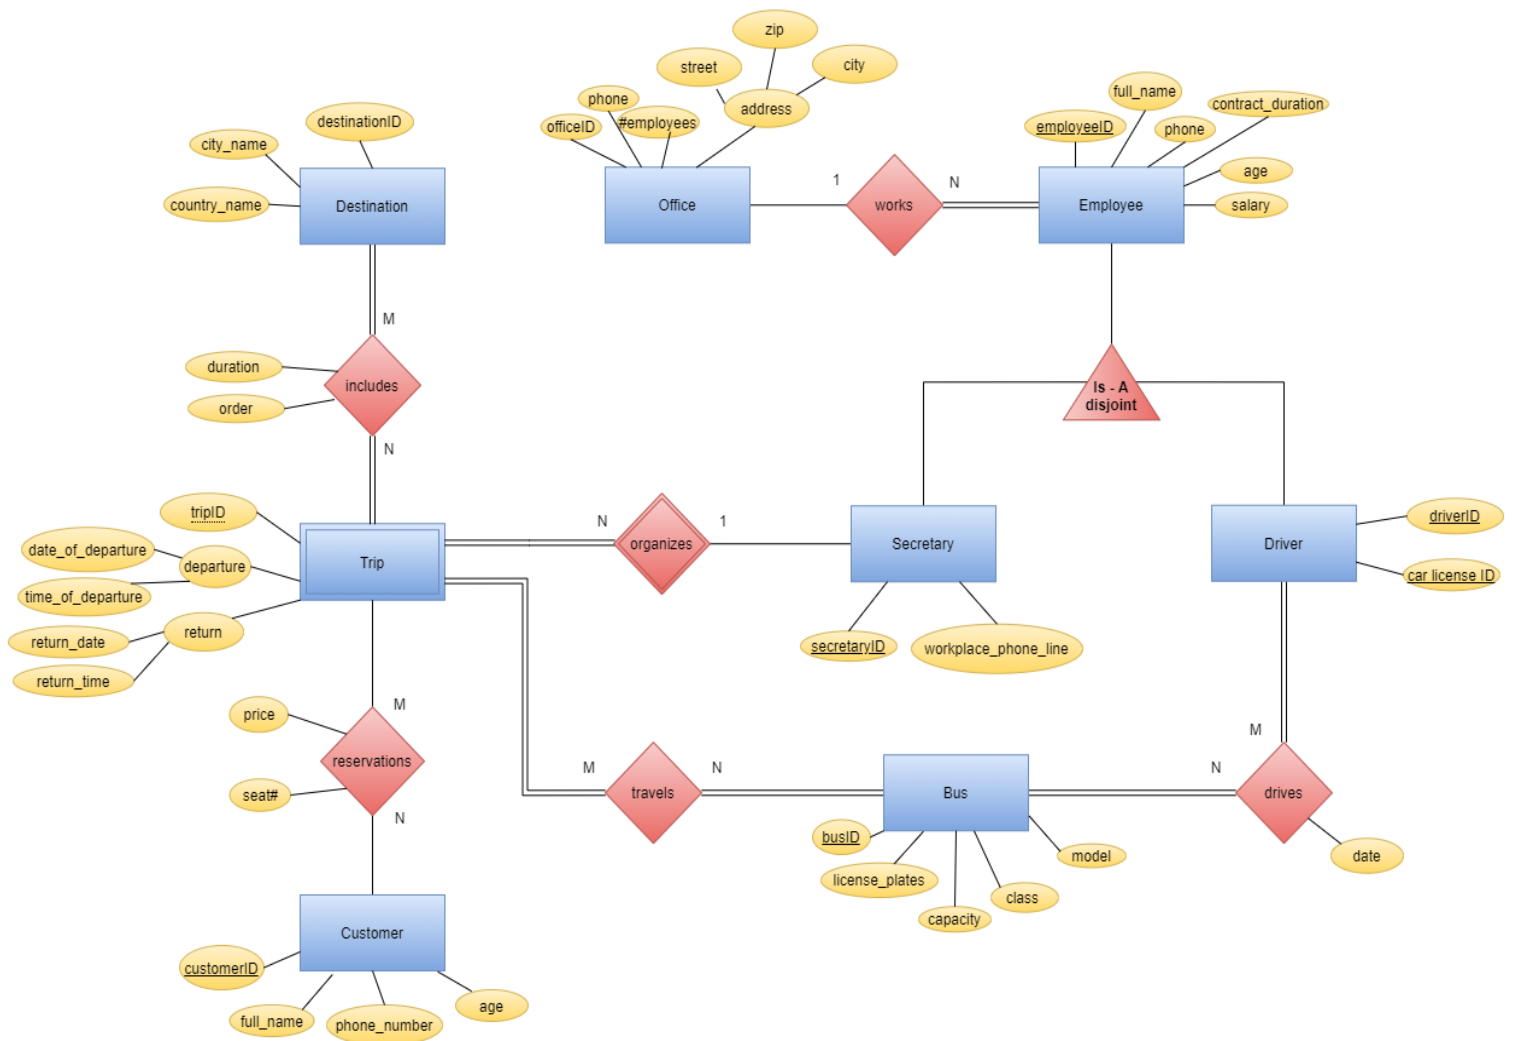 zip
street
city
phone
address
officeID
#employees
full_name
contract_duration
employeeID
phone
age
salary
destinationID
city_name
country_name
Destination
Office
1
works
N
Employee
M
duration
includes
order
N
Is - A
disjoint
tripID
date_of_departure
departure
time_of_departure
return_date
return
return_time
Trip
N
organizes
1
Secretary
secretaryID
workplace_phone_line
Driver
driverID
car license ID
price
M
reservations
seat#
N
M
travels
N
Bus
N
M
drives
date
busID
license_plates
capacity
class
model
Customer
customerID
full_name
phone_number
age